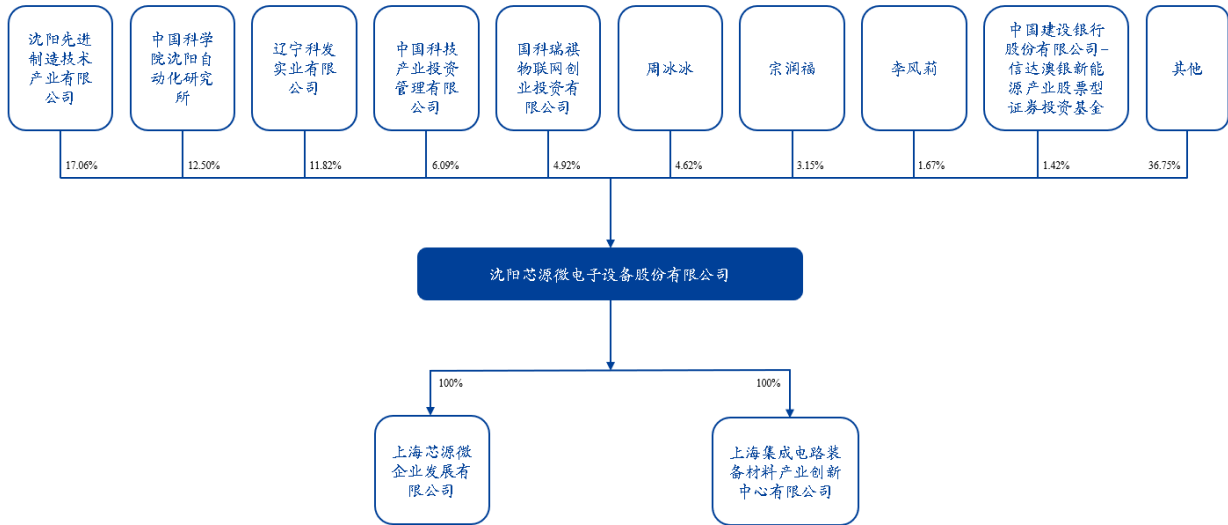 沈阳先进
制造技术
产业有限
公司
中国科学
院沈阳自
动化研究
所
辽宁科发
实业有限
公司
中国科技
产业投资
管理有限
公司
国科瑞祺
物联网创
业投资有
限公司
周冰冰
宗润福
李风莉
中国建设银行
股份有限公司-
信达澳银新能
源产业股票型
证券投资基金
其他
17.06%
12.50%
11.82%
6.09%
4.92%
4.62%
3.15%
1.67%
1.42%
36.75%
沈阳芯源微电子设备股份有限公司
100%
100%
上海芯源微
企业发展有
限公司
上海集成电路装
备材料产业创新
中心有限公司